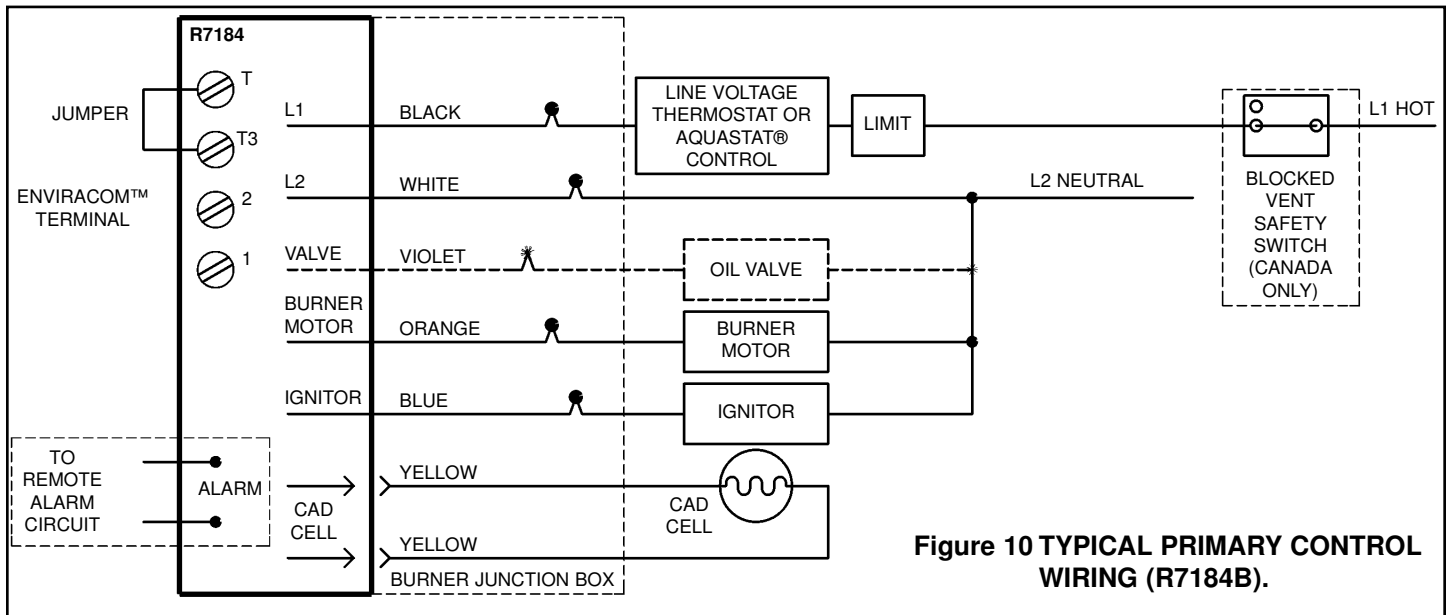 R7184
T
JUMPER
T3
ENVIRACOM™
TERMINAL
2
1
L1
BLACK
LINE VOLTAGE
THERMOSTAT OR
AQUASTAT®
CONTROL
LIMIT
L1 HOT
BLOCKED
VENT
SAFETY
SWITCH
(CANADA
ONLY)
L2
WHITE
L2 NEUTRAL
VALVE
VIOLET
OIL VALVE
BURNER
MOTOR
ORANGE
BURNER
MOTOR
IGNITOR
BLUE
IGNITOR
TO
REMOTE
ALARM
CIRCUIT
ALARM
CAD
CELL
YELLOW
CAD
CELL
YELLOW
BURNER JUNCTION BOX
Figure 10 TYPICAL PRIMARY CONTROL
WIRING (R7184B).